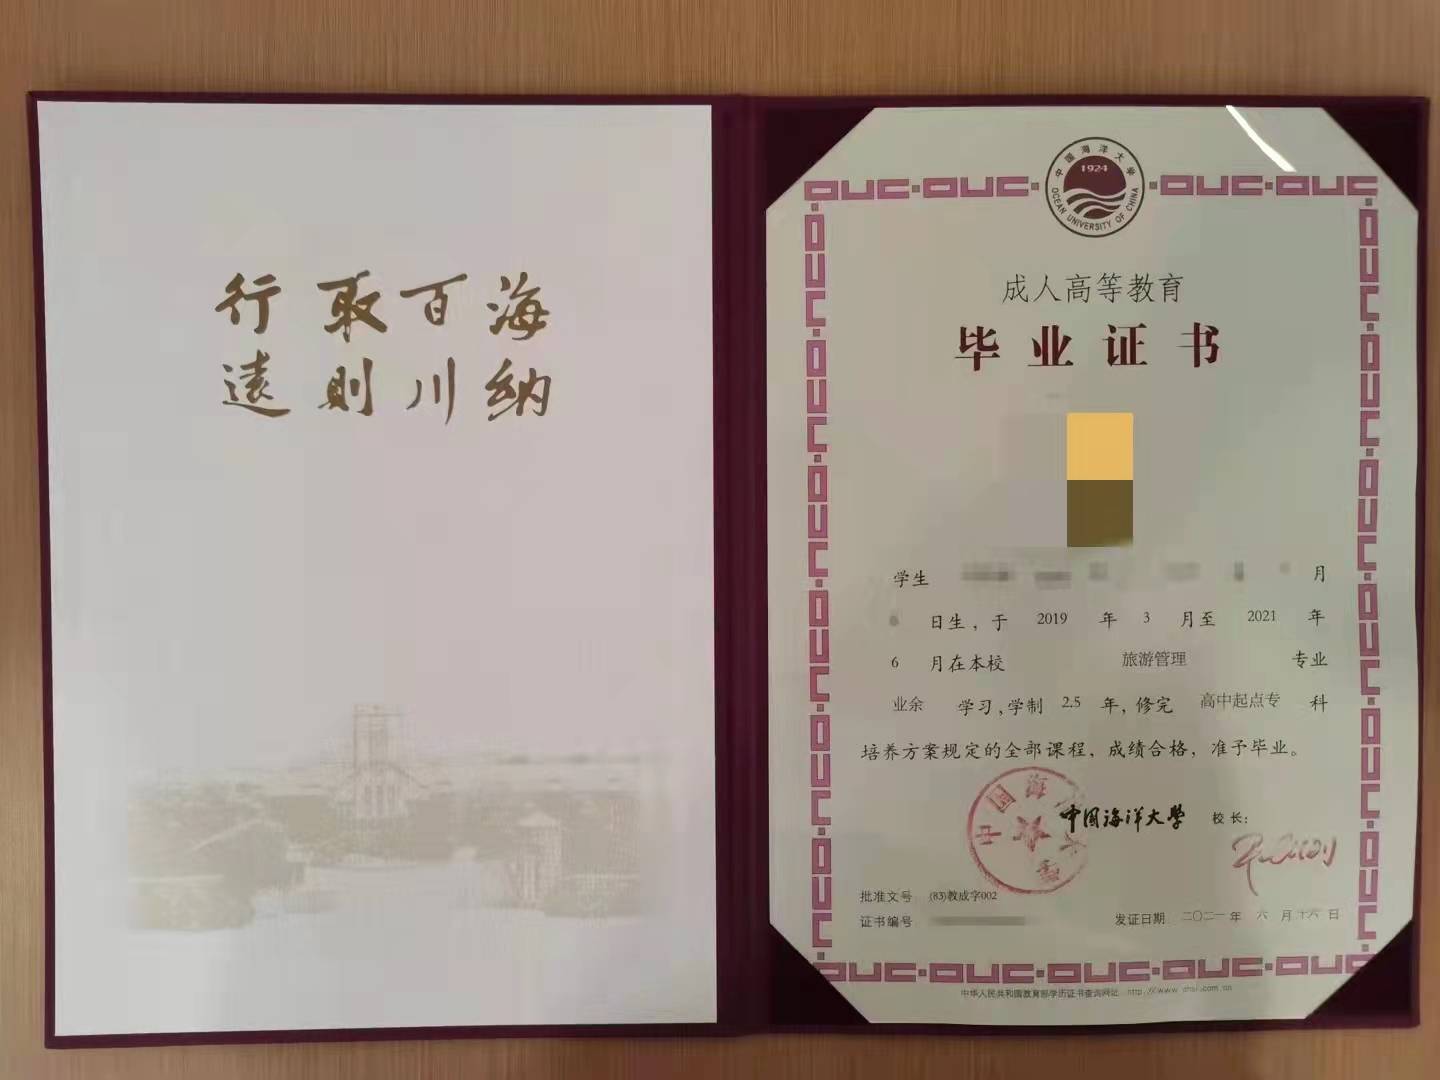 海纳百川
取则行远
中国海洋大学
1924
OCEAN UNIVERSITY OF CHINA
成人高等教育
毕业证书
学生 月
日生，于 2019 年 3 月至 2021 年
6 月在本校 旅游管理 专业
业余 学习，学制 2.5 年，修完 高中起点专 科
培养方案规定的全部课程，成绩合格，准予毕业。
中国海洋大学 校长：
批准文号 (83)教成字002
证书编号 发证日期 二〇二一年 六 月 十六 日
中华人民共和国教育部学历证书查询网址：http://www.chsi.com.cn